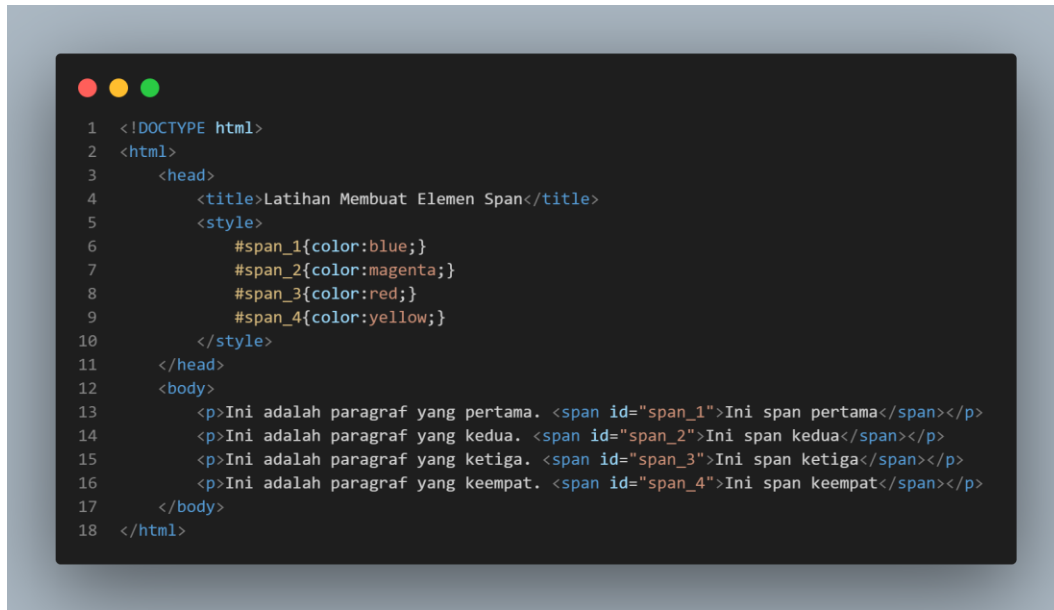 1 <!DOCTYPE html>
2 <html>
3     <head>
4         <title>Latihan Membuat Elemen Span</title>
5         <style>
6             #span_1{color:blue;}
7             #span_2{color:magenta;}
8             #span_3{color:red;}
9             #span_4{color:yellow;}
10         </style>
11     </head>
12     <body>
13         <p>Ini adalah paragraf yang pertama. <span id="span_1">Ini span pertama</span></p>
14         <p>Ini adalah paragraf yang kedua. <span id="span_2">Ini span kedua</span></p>
15         <p>Ini adalah paragraf yang ketiga. <span id="span_3">Ini span ketiga</span></p>
16         <p>Ini adalah paragraf yang keempat. <span id="span_4">Ini span keempat</span></p>
17     </body>
18 </html>